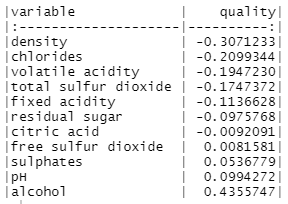 |variable             |    quality|
|:--------------------|----------:|
|density              | -0.3071233|
|chlorides            | -0.2099344|
|volatile acidity     | -0.1947230|
|total sulfur dioxide | -0.1747372|
|fixed acidity        | -0.1136628|
|residual sugar       | -0.0975768|
|citric acid          | -0.0092091|
|free sulfur dioxide  |  0.0081581|
|sulphates            |  0.0536779|
|pH                   |  0.0994272|
|alcohol              |  0.4355747|